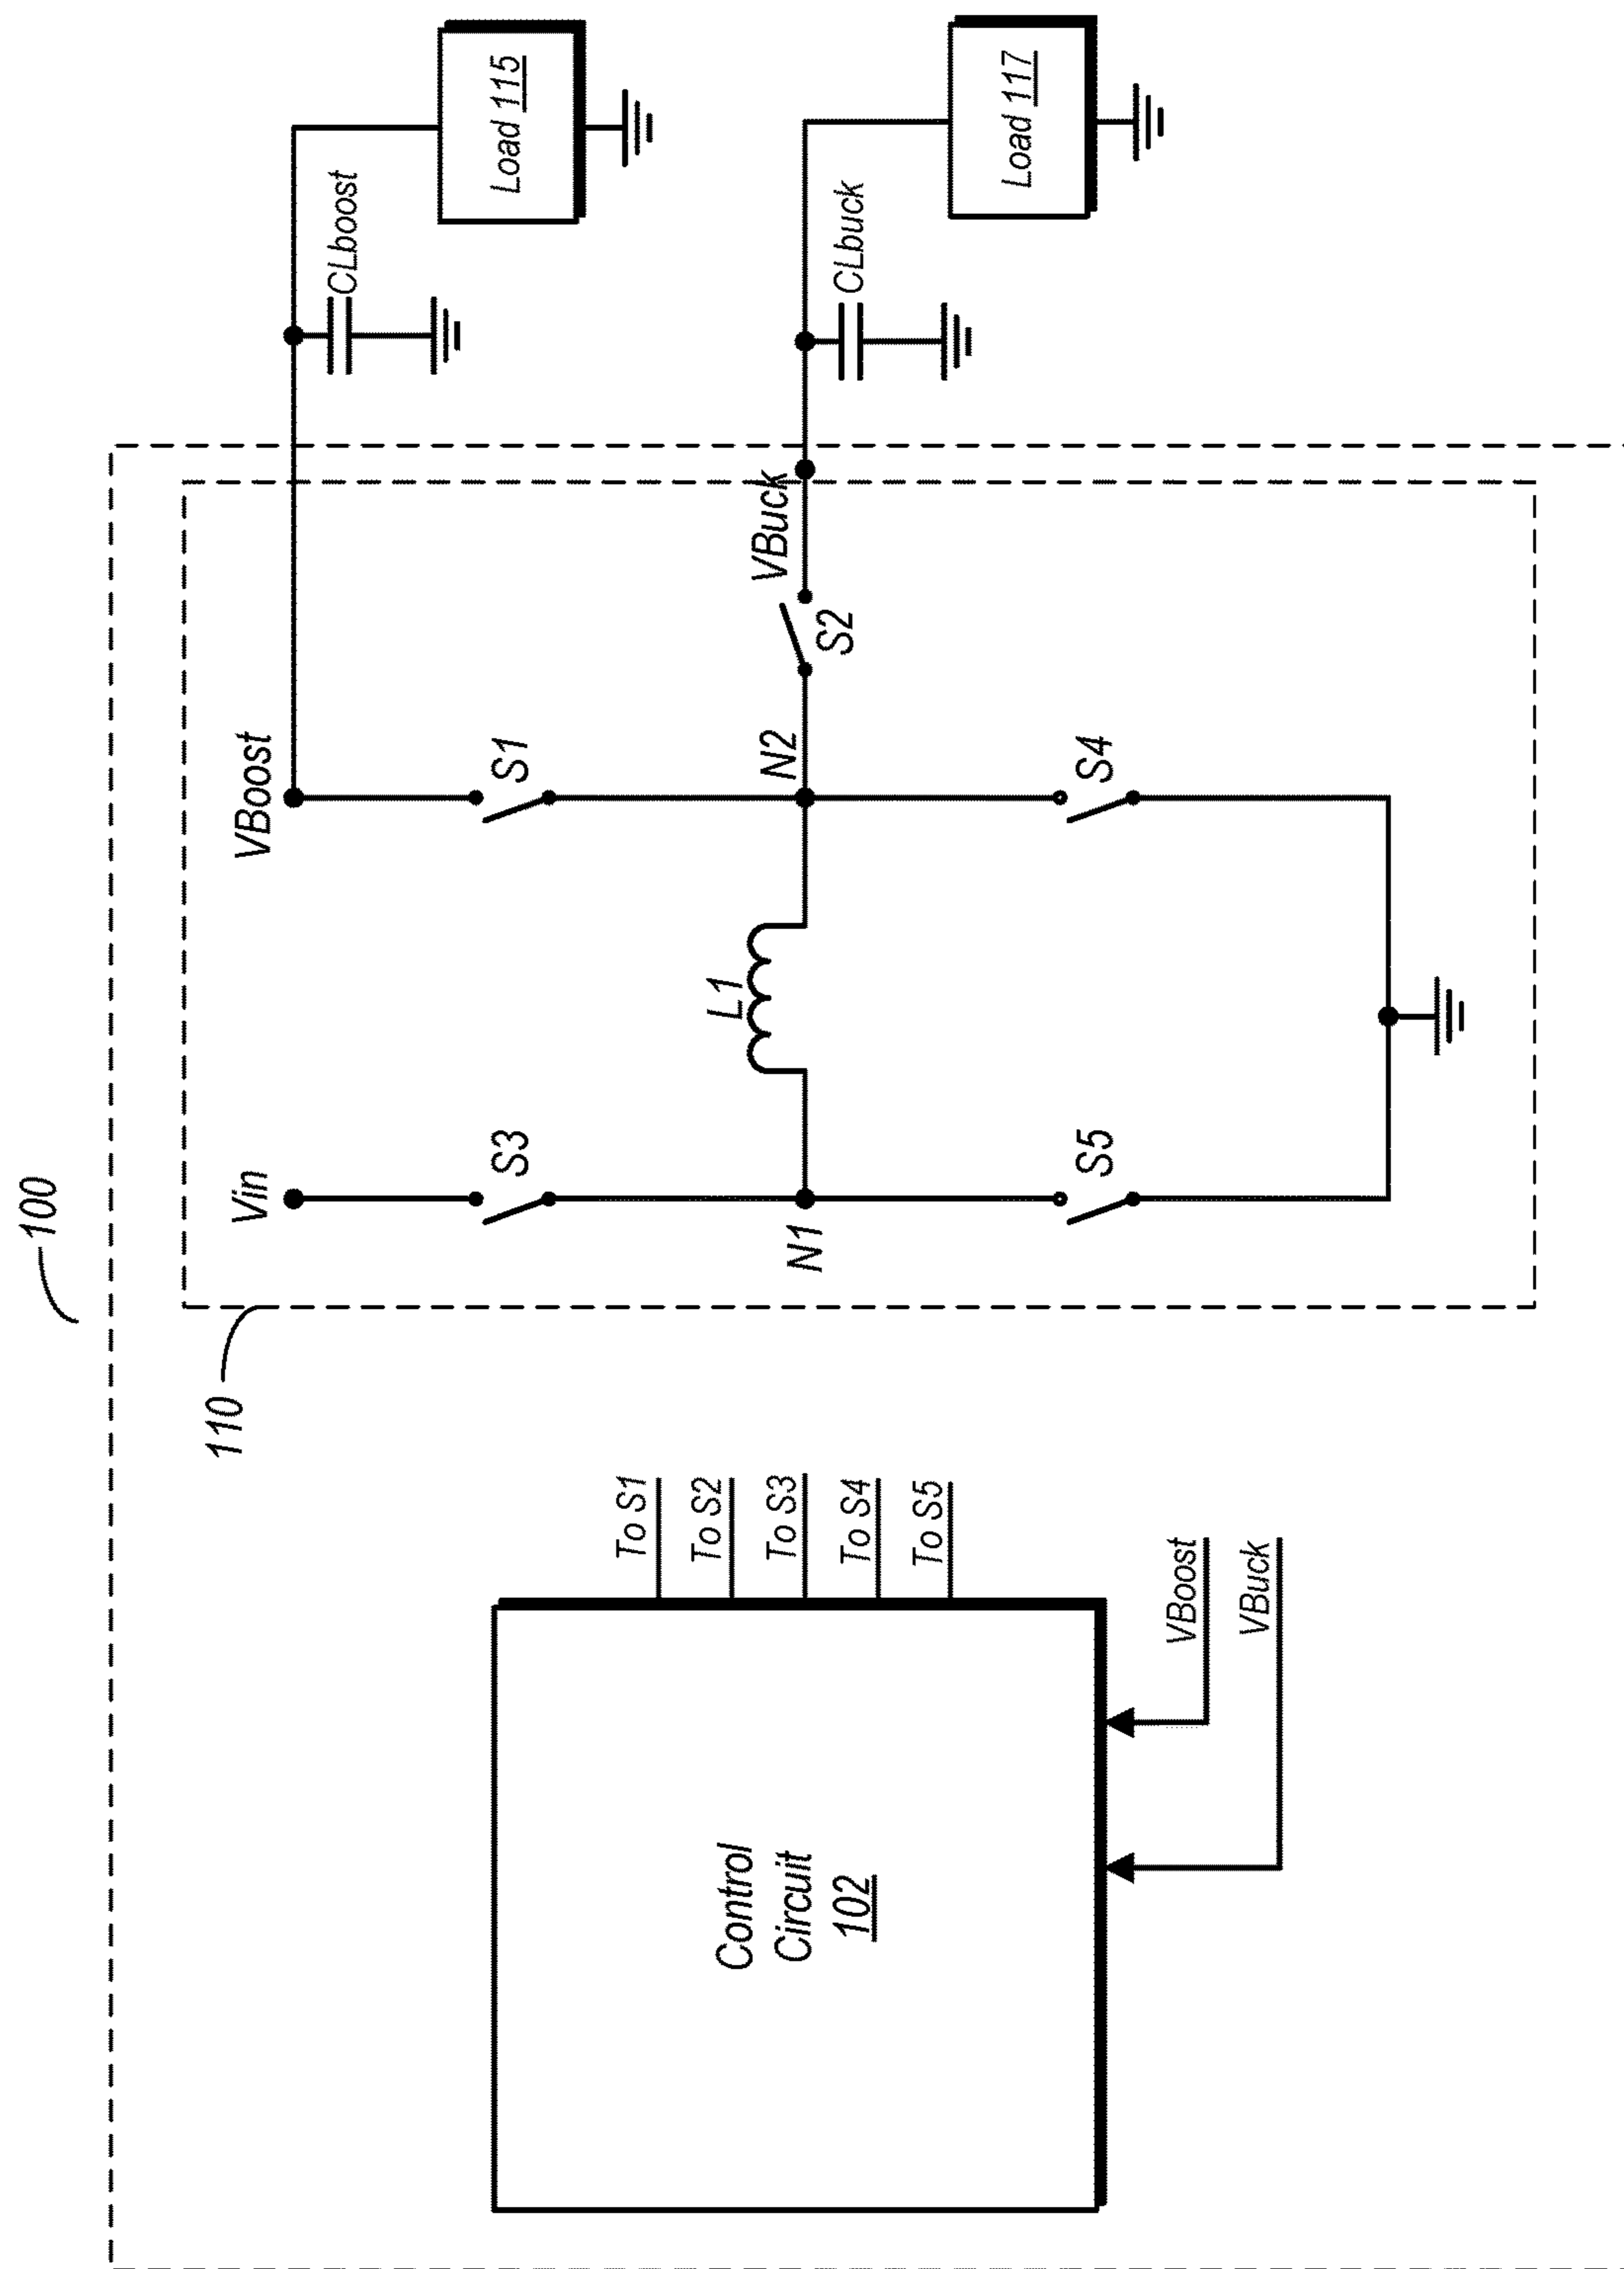 100
110
Control
Circuit
102
To S1
To S2
To S3
To S4
To S5
VBoost
VBuck
Vin
S3
N1
S5
L1
VBoost
S1
N2
S4
S2
VBuck
CLboost
Load 115
CLbuck
Load 117